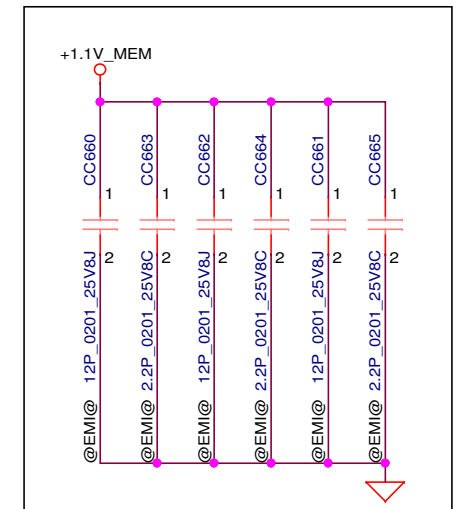 +1.1V_MEM
CC660
CC663
CC662
CC664
CC661
CC665
1
1
1
1
1
1
2
2
2
2
2
2
@EMI@ 12P_0201_25V8J
@EMI@ 2.2P_0201_25V8C
@EMI@ 12P_0201_25V8J
@EMI@ 2.2P_0201_25V8C
@EMI@ 12P_0201_25V8J
@EMI@ 2.2P_0201_25V8C